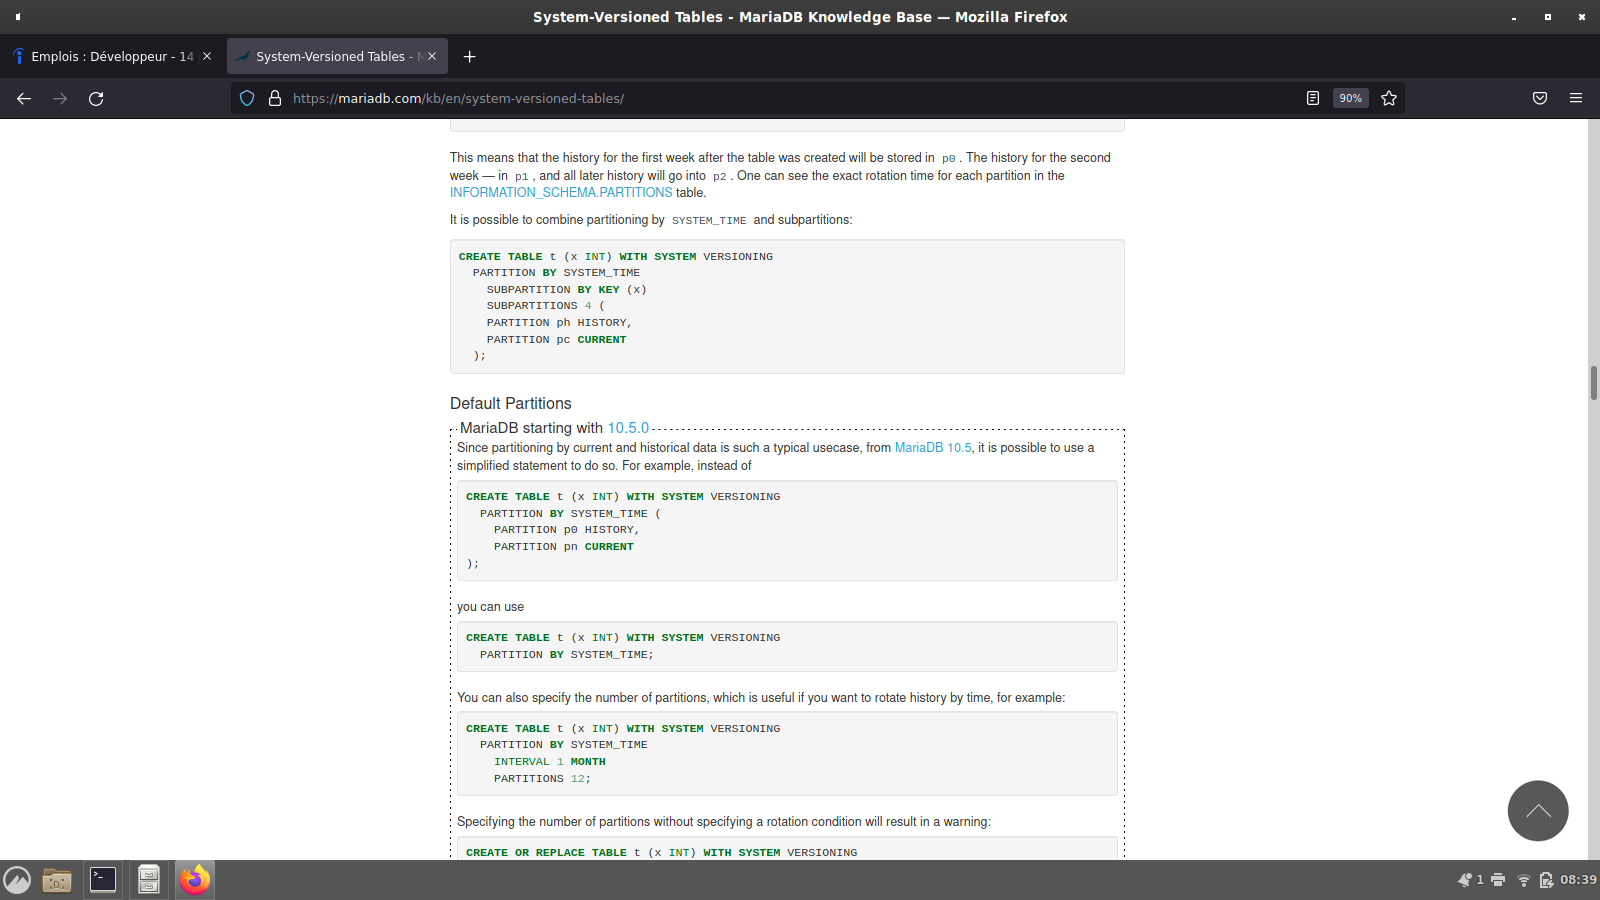 System-Versioned Tables - MariaDB Knowledge Base — Mozilla Firefox
Emplois : Développeur - 14
System-Versioned Tables -
https://mariadb.com/kb/en/system-versioned-tables/
90%
This means that the history for the first week after the table was created will be stored in p0 . The history for the second
week — in p1 , and all later history will go into p2 . One can see the exact rotation time for each partition in the
INFORMATION_SCHEMA.PARTITIONS table.
It is possible to combine partitioning by SYSTEM_TIME and subpartitions:
CREATE TABLE t (x INT) WITH SYSTEM VERSIONING
PARTITION BY SYSTEM_TIME
SUBPARTITION BY KEY (x)
SUBPARTITIONS 4 (
PARTITION ph HISTORY,
PARTITION pc CURRENT
);
Default Partitions
MariaDB starting with 10.5.0
Since partitioning by current and historical data is such a typical usecase, from MariaDB 10.5, it is possible to use a
simplified statement to do so. For example, instead of
CREATE TABLE t (x INT) WITH SYSTEM VERSIONING
PARTITION BY SYSTEM_TIME (
PARTITION p0 HISTORY,
PARTITION pn CURRENT
);
you can use
CREATE TABLE t (x INT) WITH SYSTEM VERSIONING
PARTITION BY SYSTEM_TIME;
You can also specify the number of partitions, which is useful if you want to rotate history by time, for example:
CREATE TABLE t (x INT) WITH SYSTEM VERSIONING
PARTITION BY SYSTEM_TIME
INTERVAL 1 MONTH
PARTITIONS 12;
Specifying the number of partitions without specifying a rotation condition will result in a warning:
CREATE OR REPLACE TABLE t (x INT) WITH SYSTEM VERSIONING
1
08:39